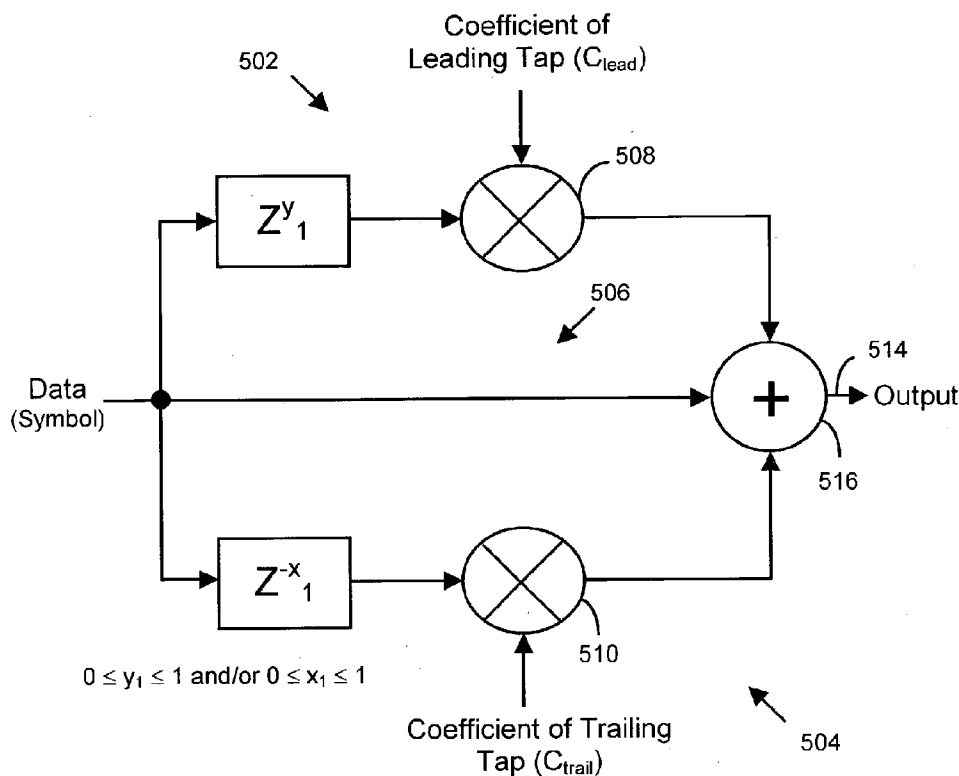 Coefficient of
Leading Tap (C_lead)
502
508
Z^y_1
506
514
Data
(Symbol)
+
Output
516
Z^-x_1
510
0 ≤ y_1 ≤ 1 and/or 0 ≤ x_1 ≤ 1
Coefficient of Trailing
Tap (C_trail)
504